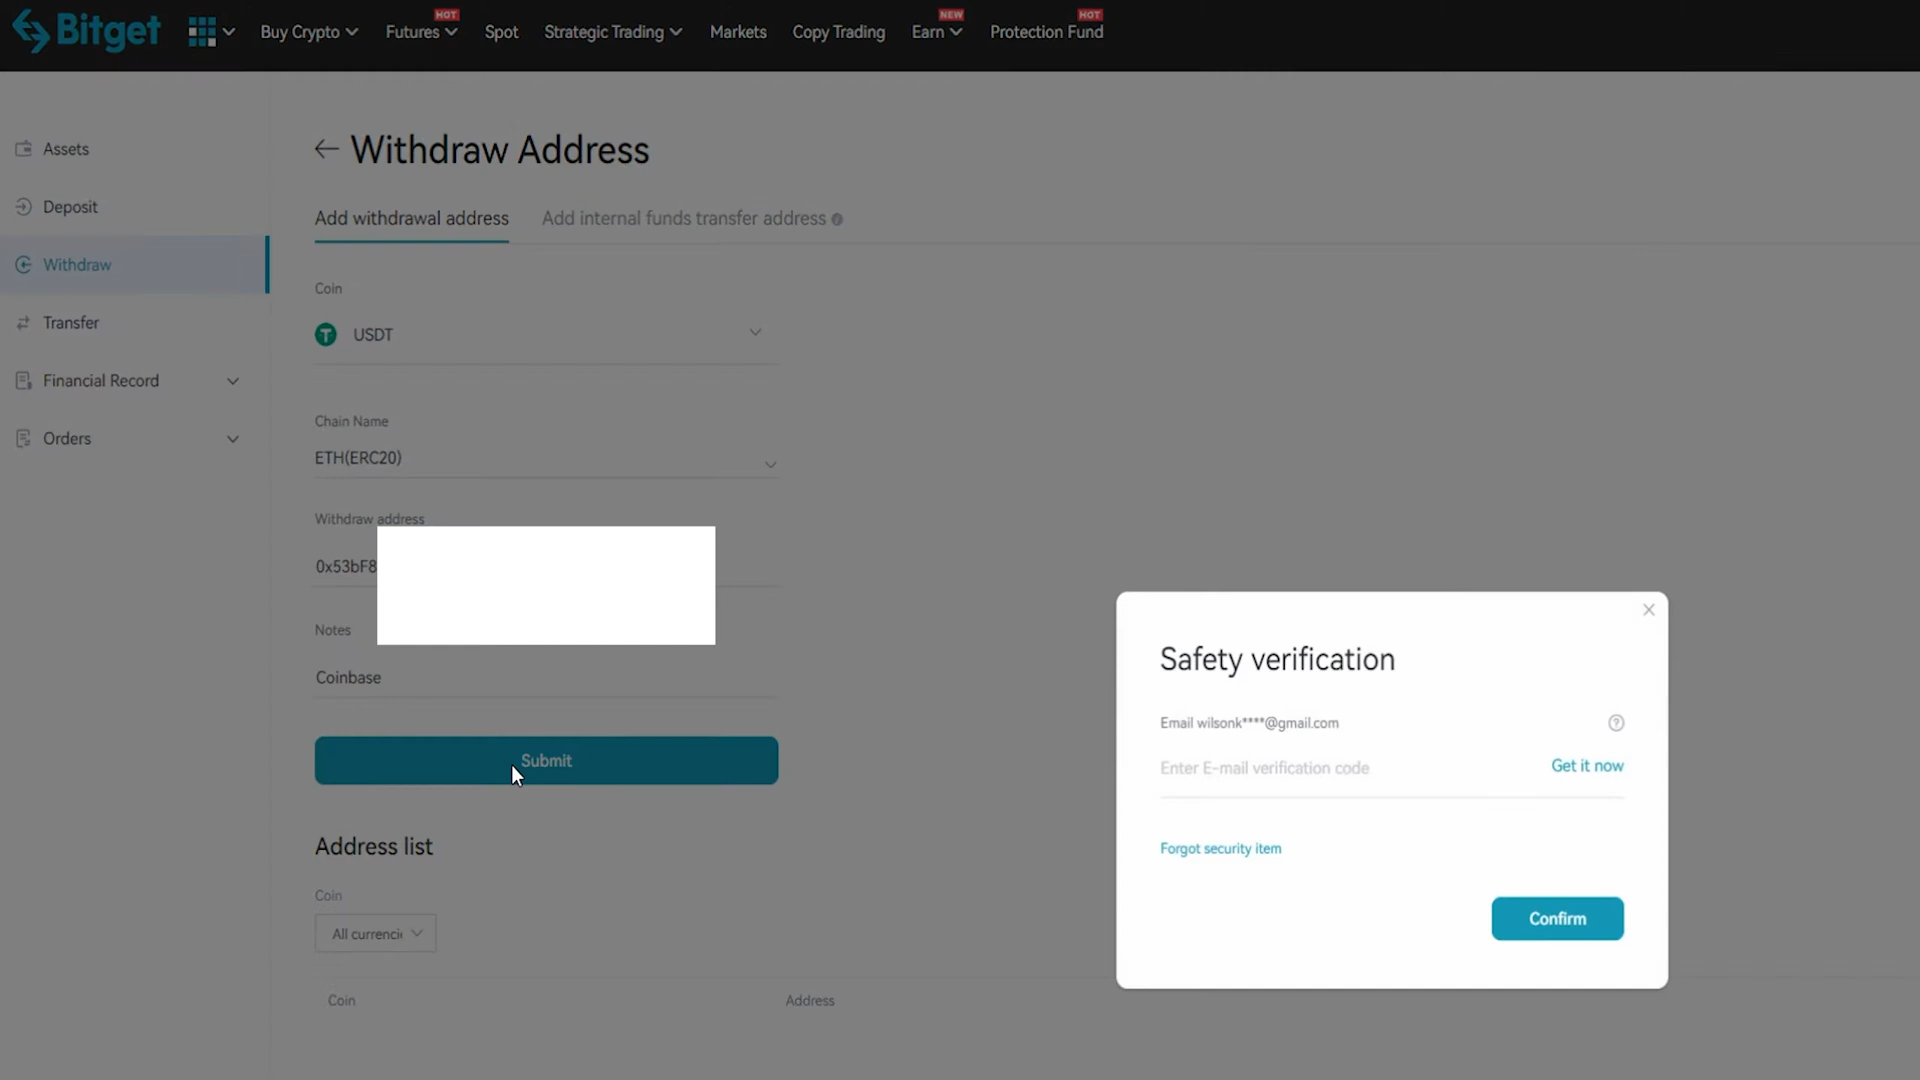 Bitget
Buy Crypto
Futures
HOT
Spot
Strategic Trading
Markets
Copy Trading
Earn
NEW
Protection Fund
HOT
Assets
Deposit
Withdraw
Transfer
Financial Record
Orders
← Withdraw Address
Add withdrawal address
Add internal funds transfer address
Coin
USDT
Chain Name
ETH(ERC20)
Withdraw address
0x53bF8
Notes
Coinbase
Submit
Address list
Coin
All currenci
Coin
Address
Safety verification
Email wilsonk****@gmail.com
Enter E-mail verification code
Get it now
Forgot security item
Confirm